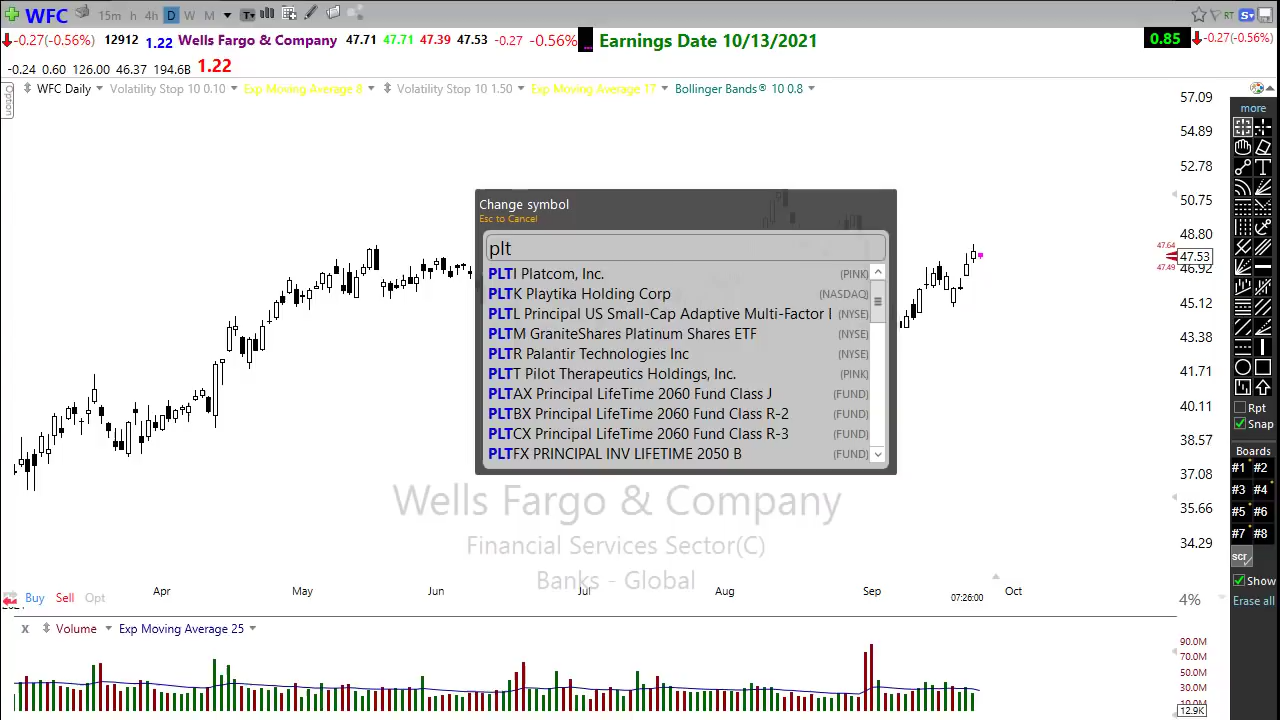 WFC 15m h 4h D W M T RT S
-0.27(-0.56%) 12912 1.22 Wells Fargo & Company 47.71 47.71 47.39 47.53 -0.27 -0.56% Earnings Date 10/13/2021 0.85 -0.27(-0.56%)
-0.24 0.60 126.00 46.37 194.6B 1.22
Option
WFC Daily Volatility Stop 10 0.10 Exp Moving Average 8 Volatility Stop 10 1.50 Exp Moving Average 17 Bollinger Bands® 10 0.8
57.09
more
54.89
52.78
50.75
48.80
47.64
47.53
47.49
46.92
45.12
43.38
41.71
40.11
38.57
37.08
35.66
34.29
Change symbol
Esc to Cancel
plt
PLTI Platcom, Inc. (PINK)
PLTK Playtika Holding Corp (NASDAQ)
PLTL Principal US Small-Cap Adaptive Multi-Factor (NYSE)
PLTM GraniteShares Platinum Shares ETF (NYSE)
PLTR Palantir Technologies Inc (NYSE)
PLTT Pilot Therapeutics Holdings, Inc. (PINK)
PLTAX Principal LifeTime 2060 Fund Class J (FUND)
PLTBX Principal LifeTime 2060 Fund Class R-2 (FUND)
PLTCX Principal LifeTime 2060 Fund Class R-3 (FUND)
PLTFX PRINCIPAL INV LIFETIME 2050 B (FUND)
Wells Fargo & Company
Financial Services Sector(C)
Banks - Global
Rpt
Snap
Boards
#1 #2
#3 #4
#5 #6
#7 #8
scr
Show
Erase all
Apr May Jun Jul Aug Sep 07:26:00 Oct
Buy Sell Opt
4%
x Volume Exp Moving Average 25
90.0M
70.0M
50.0M
30.0M
12.9K